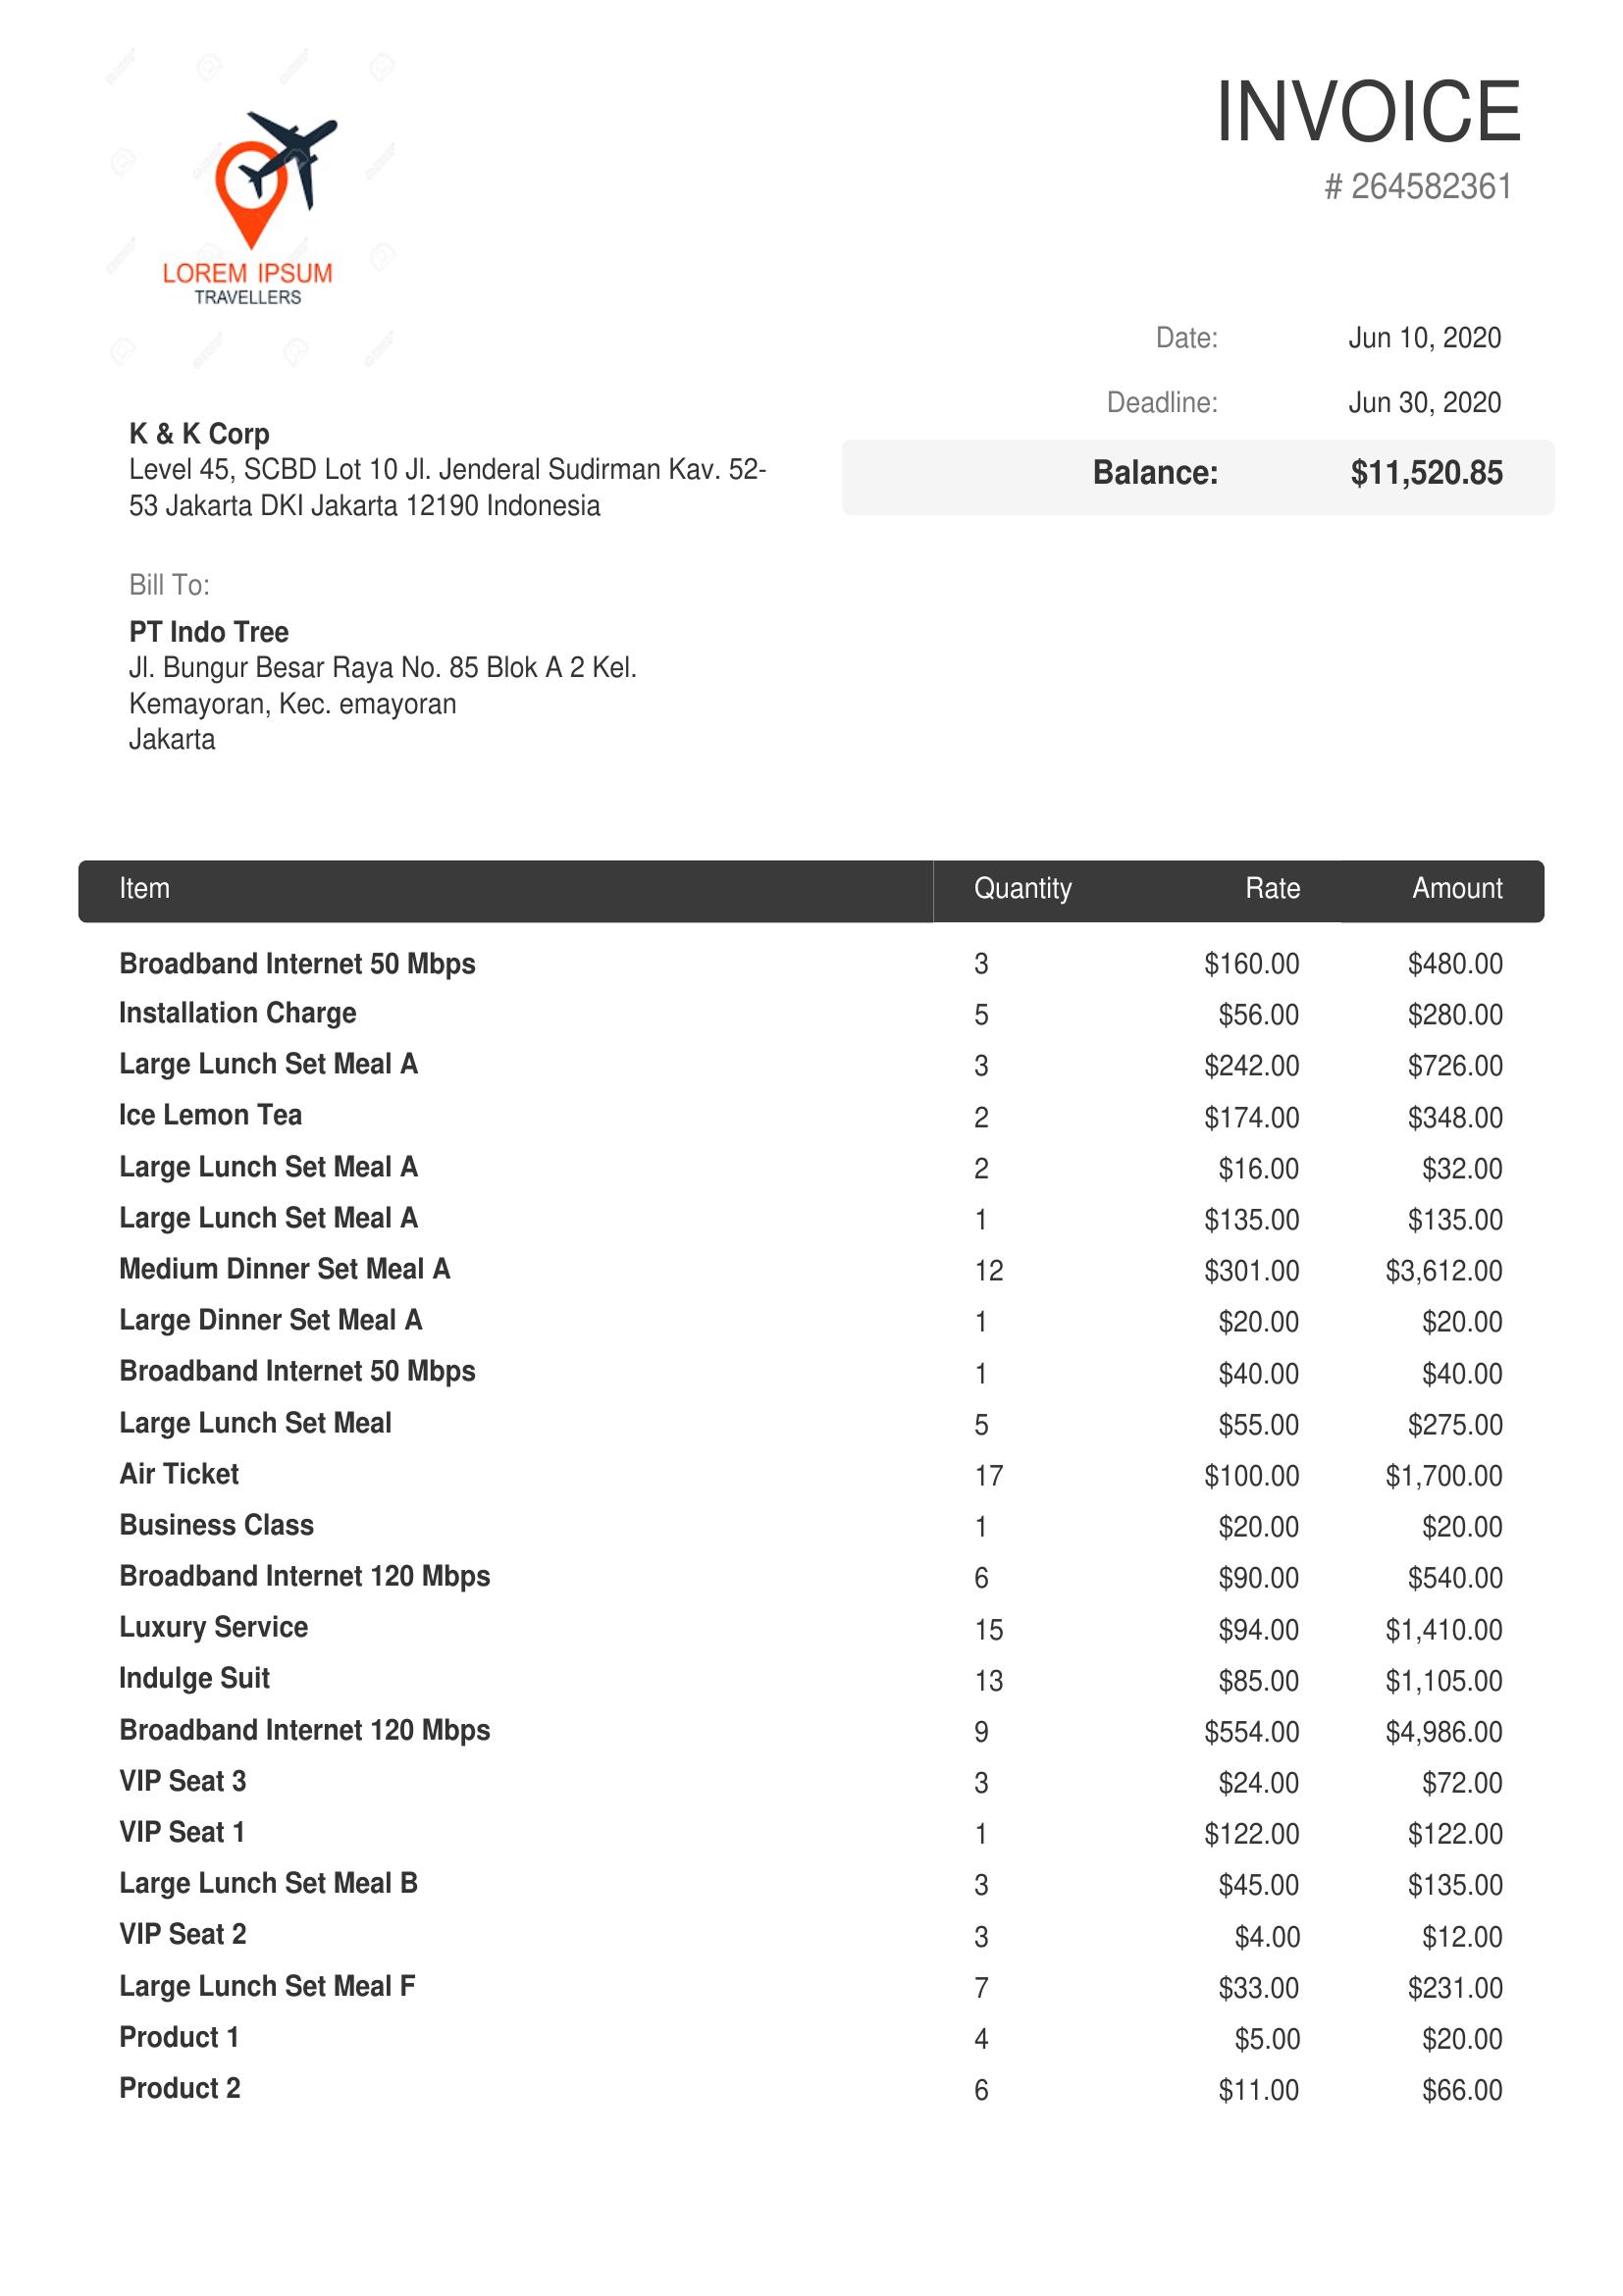 LOREM IPSUM
TRAVELLERS
INVOICE
# 264582361
Date: Jun 10, 2020
Deadline: Jun 30, 2020
Balance: $11,520.85
K & K Corp
Level 45, SCBD Lot 10 Jl. Jenderal Sudirman Kav. 52-
53 Jakarta DKI Jakarta 12190 Indonesia
Bill To:
PT Indo Tree
Jl. Bungur Besar Raya No. 85 Blok A 2 Kel.
Kemayoran, Kec. emayoran
Jakarta
Item Quantity Rate Amount
Broadband Internet 50 Mbps 3 $160.00 $480.00
Installation Charge 5 $56.00 $280.00
Large Lunch Set Meal A 3 $242.00 $726.00
Ice Lemon Tea 2 $174.00 $348.00
Large Lunch Set Meal A 2 $16.00 $32.00
Large Lunch Set Meal A 1 $135.00 $135.00
Medium Dinner Set Meal A 12 $301.00 $3,612.00
Large Dinner Set Meal A 1 $20.00 $20.00
Broadband Internet 50 Mbps 1 $40.00 $40.00
Large Lunch Set Meal 5 $55.00 $275.00
Air Ticket 17 $100.00 $1,700.00
Business Class 1 $20.00 $20.00
Broadband Internet 120 Mbps 6 $90.00 $540.00
Luxury Service 15 $94.00 $1,410.00
Indulge Suit 13 $85.00 $1,105.00
Broadband Internet 120 Mbps 9 $554.00 $4,986.00
VIP Seat 3 3 $24.00 $72.00
VIP Seat 1 1 $122.00 $122.00
Large Lunch Set Meal B 3 $45.00 $135.00
VIP Seat 2 3 $4.00 $12.00
Large Lunch Set Meal F 7 $33.00 $231.00
Product 1 4 $5.00 $20.00
Product 2 6 $11.00 $66.00